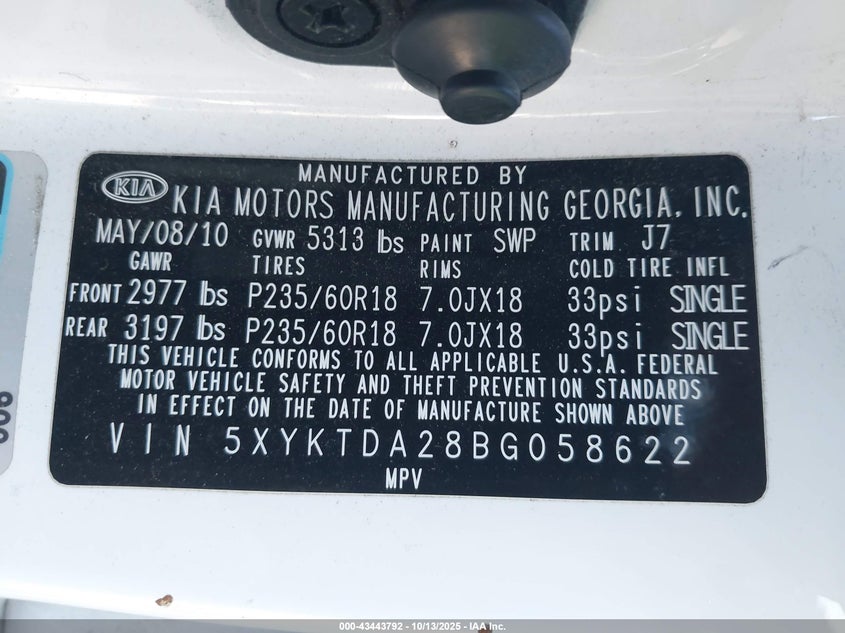 MANUFACTURED BY
KIA KIA MOTORS MANUFACTURING GEORGIA, INC.
MAY/08/10 GVWR 5313 lbs PAINT SWP TRIM J7
GAWR TIRES RIMS COLD TIRE INFL
FRONT 2977 lbs P235/60R18 7.0JX18 33psi SINGLE
REAR 3197 lbs P235/60R18 7.0JX18 33psi SINGLE
THIS VEHICLE CONFORMS TO ALL APPLICABLE U.S.A. FEDERAL
MOTOR VEHICLE SAFETY AND THEFT PREVENTION STANDARDS
IN EFFECT ON THE DATE OF MANUFACTURE SHOWN ABOVE
VIN 5XYKTDA28BG058622
MPV
000-43443792 - 10/13/2025 - IAA Inc.